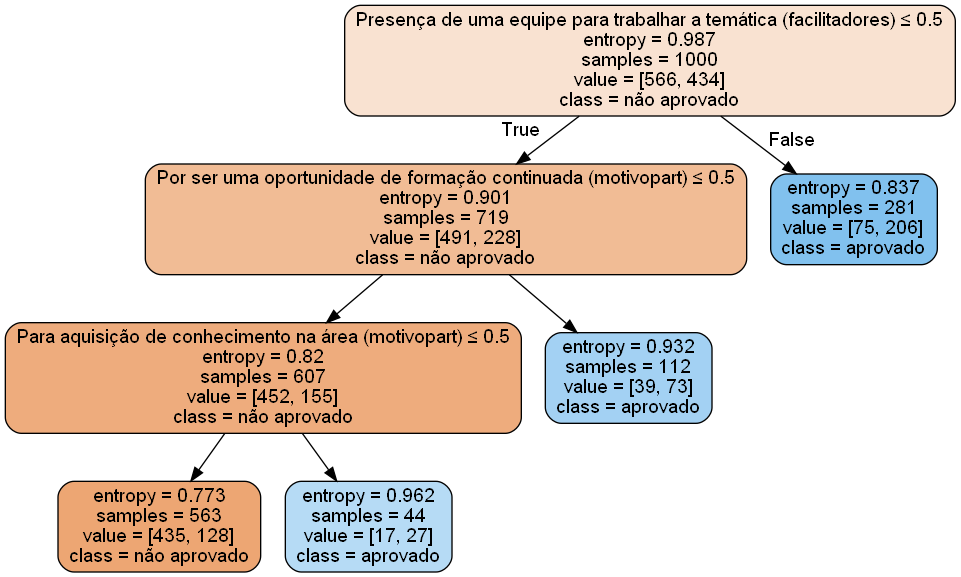 Presença de uma equipe para trabalhar a temática (facilitadores) ≤ 0.5
entropy = 0.987
samples = 1000
value = [566, 434]
class = não aprovado
True
False
Por ser uma oportunidade de formação continuada (motivopart) ≤ 0.5
entropy = 0.901
samples = 719
value = [491, 228]
class = não aprovado
entropy = 0.837
samples = 281
value = [75, 206]
class = aprovado
Para aquisição de conhecimento na área (motivopart) ≤ 0.5
entropy = 0.82
samples = 607
value = [452, 155]
class = não aprovado
entropy = 0.932
samples = 112
value = [39, 73]
class = aprovado
entropy = 0.773
samples = 563
value = [435, 128]
class = não aprovado
entropy = 0.962
samples = 44
value = [17, 27]
class = aprovado